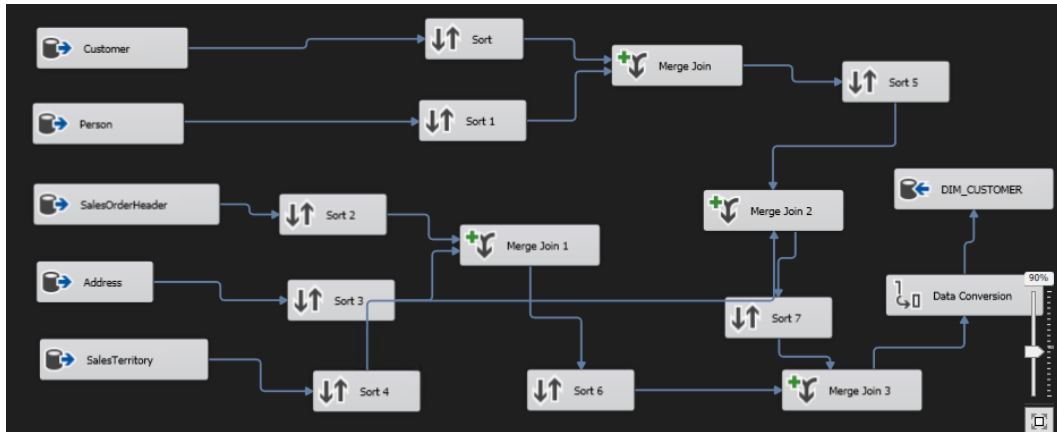 Customer
Sort
Merge Join
Sort 5
Person
Sort 1
SalesOrderHeader
Sort 2
Merge Join 1
Merge Join 2
DIM_CUSTOMER
90%
Address
Sort 3
Sort 7
Data Conversion
SalesTerritory
Sort 4
Sort 6
Merge Join 3